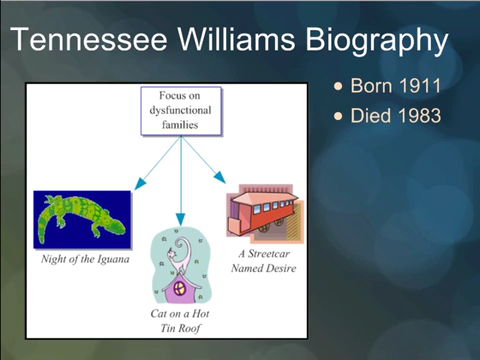 Tennessee Williams Biography
Focus on
dysfunctional
families
Night of the Iguana
Cat on a Hot
Tin Roof
A Streetcar
Named Desire
• Born 1911
• Died 1983